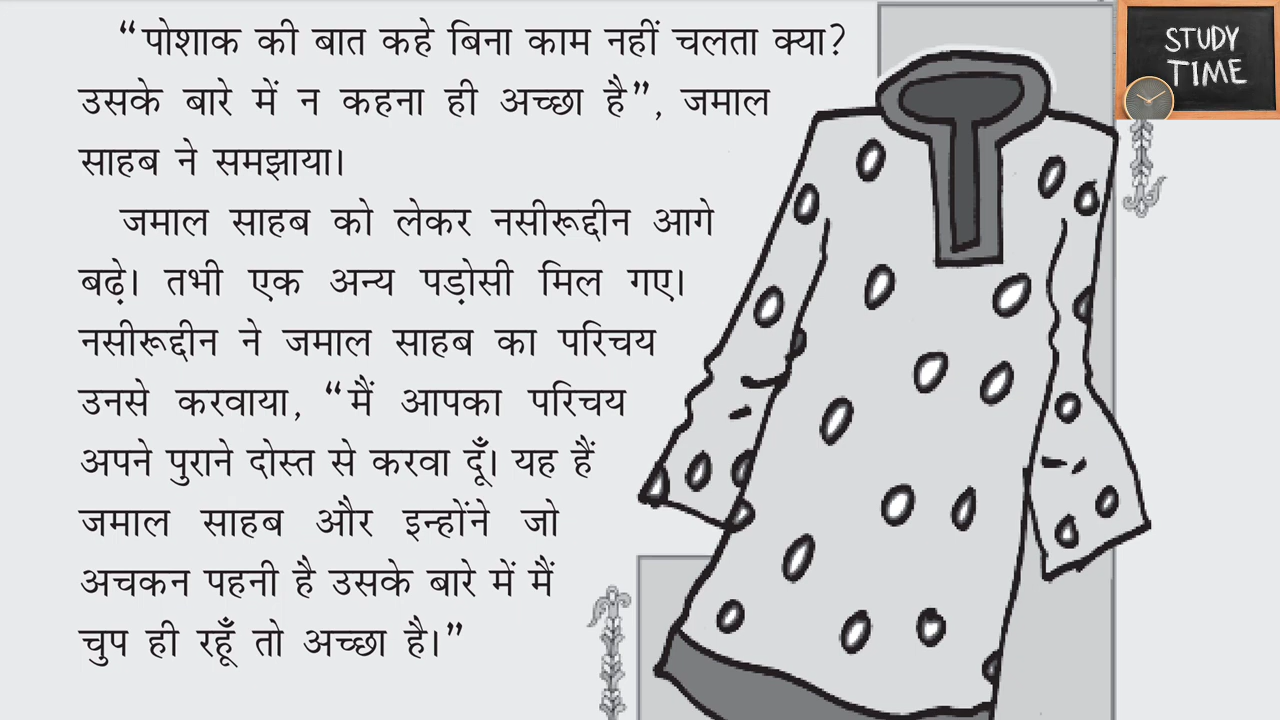 “पोशाक की बात कहे बिना काम नहीं चलता क्या?
उसके बारे में न कहना ही अच्छा है”, जमाल
साहब ने समझाया।
जमाल साहब को लेकर नसीरूद्दीन आगे
बढ़े। तभी एक अन्य पड़ोसी मिल गए।
नसीरूद्दीन ने जमाल साहब का परिचय
उनसे करवाया, “मैं आपका परिचय
अपने पुराने दोस्त से करवा दूँ। यह हैं
जमाल साहब और इन्होंने जो
अचकन पहनी है उसके बारे में मैं
चुप ही रहूँ तो अच्छा है।”
STUDY
TIME